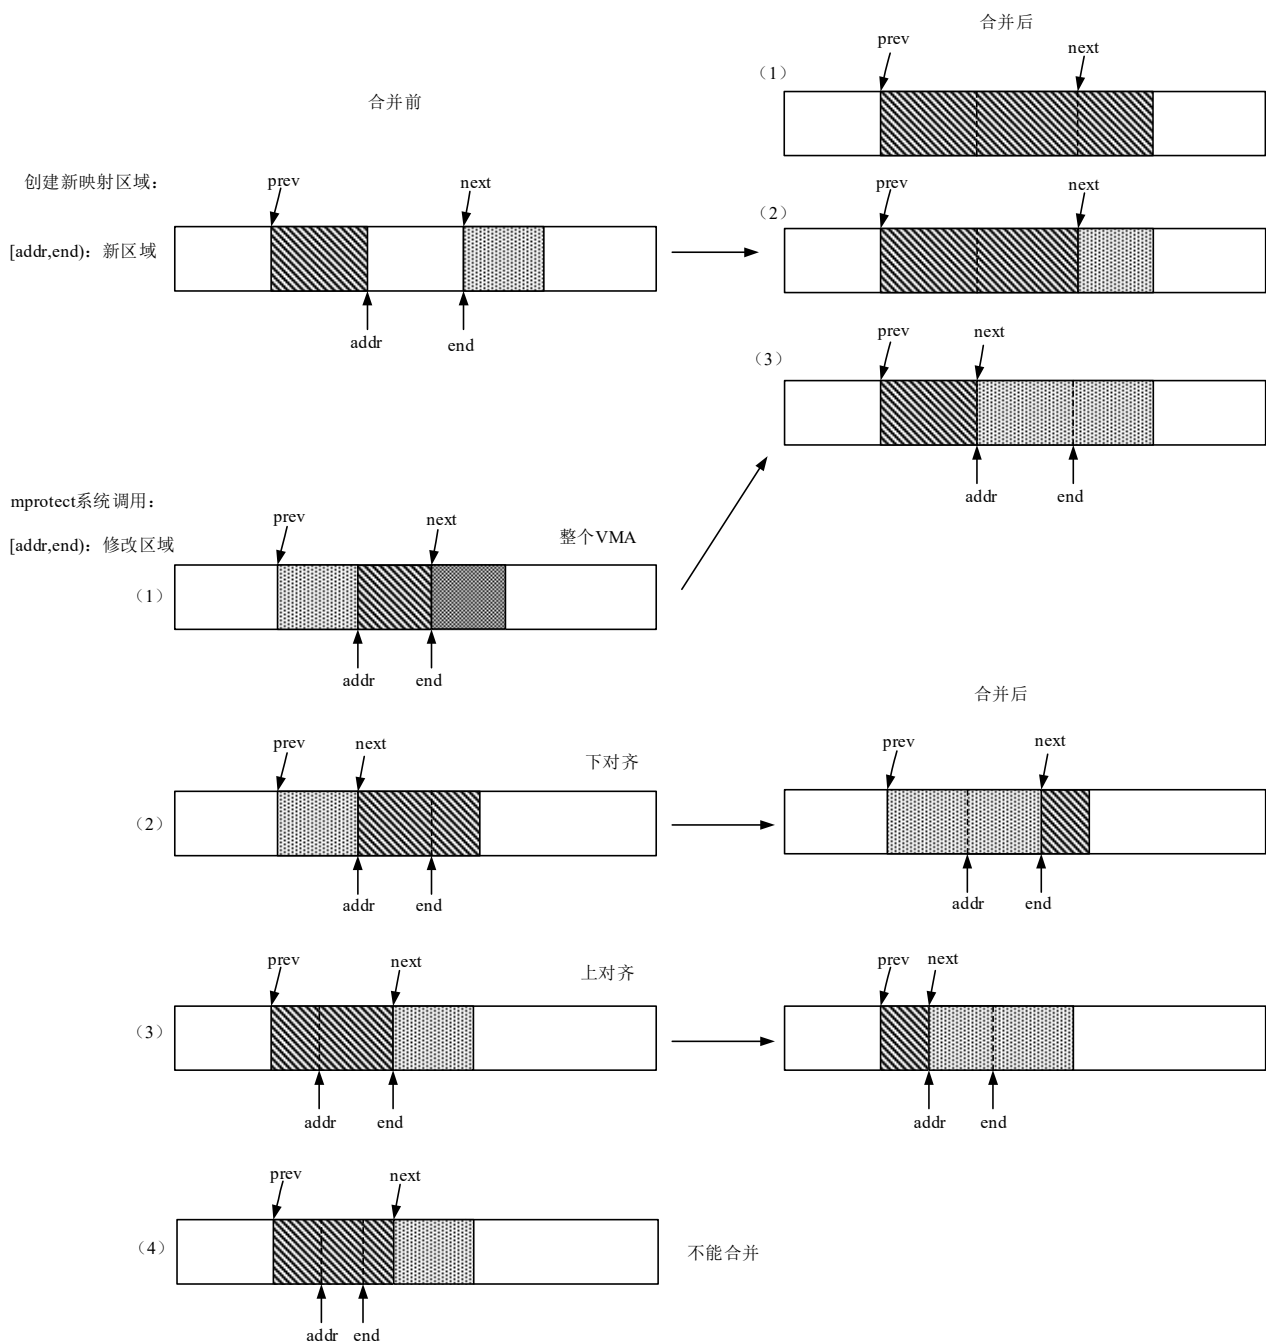 合并后
prev
next
（1）
合并前
创建新映射区域：
prev
next
[addr,end)：新区域
addr
end
prev
next
（2）
prev
next
（3）
addr
end
mprotect系统调用：
[addr,end)：修改区域
prev
next
整个VMA
（1）
addr
end
合并后
prev
next
下对齐
（2）
addr
end
prev
next
addr
end
prev
next
上对齐
（3）
addr
end
prev
next
addr
end
prev
next
（4）
不能合并
addr
end